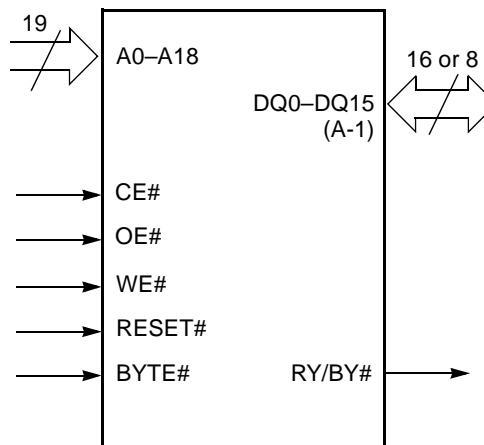 19
A0–A18
16 or 8
DQ0–DQ15
(A-1)
CE#
OE#
WE#
RESET#
BYTE#
RY/BY#